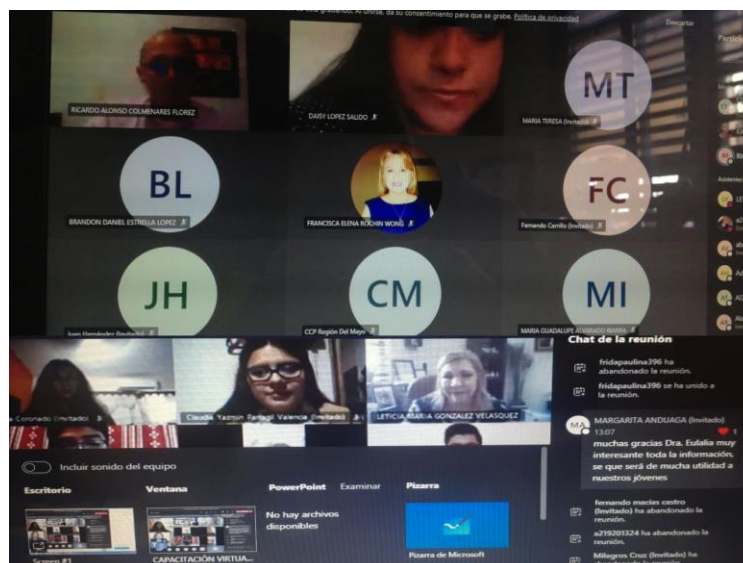 está grabando. Al unirse, da su consentimiento para que se grabe. Política de privacidad
Descartar
RICARDO ALONSO COLMENARES FLOREZ
DAISY LOPEZ SALIDO
MT
MARIA TERESA (Invitado)
BL
BRANDON DANIEL ESTRELLA LOPEZ
FRANCISCA ELENA ROCHIN WONG
FC
Fernando Carrillo (Invitado)
JH
Juan Hernández (Invitado)
CM
CCP Región Del Mayo
MI
MARIA GUADALUPE ALVARADO IBARRA
Coronado (Invitado)
Claudia Yazmin Partagil Valencia (Invitado)
LETICIA MARIA GONZALEZ VELASQUEZ
Incluir sonido del equipo
Escritorio
Ventana
PowerPoint
Examinar
Pizarra
No hay archivos
disponibles
Screen #1
CAPACITACIÓN VIRTUA...
Pizarra de Microsoft
Chat de la reunión
fridapaulina396 ha
abandonado la reunión.
fridapaulina396 se ha unido a
la reunión.
MA
MARGARITA ANDUAGA (Invitado)
13:07
1
muchas gracias Dra. Eulalia muy
interesante toda la información,
se que será de mucha utilidad a
nuestros jóvenes
fernando macias castro
(Invitado) ha abandonado la
reunión.
a219201324 ha abandonado la
reunión.
Milegros Cruz (Invitado) ha